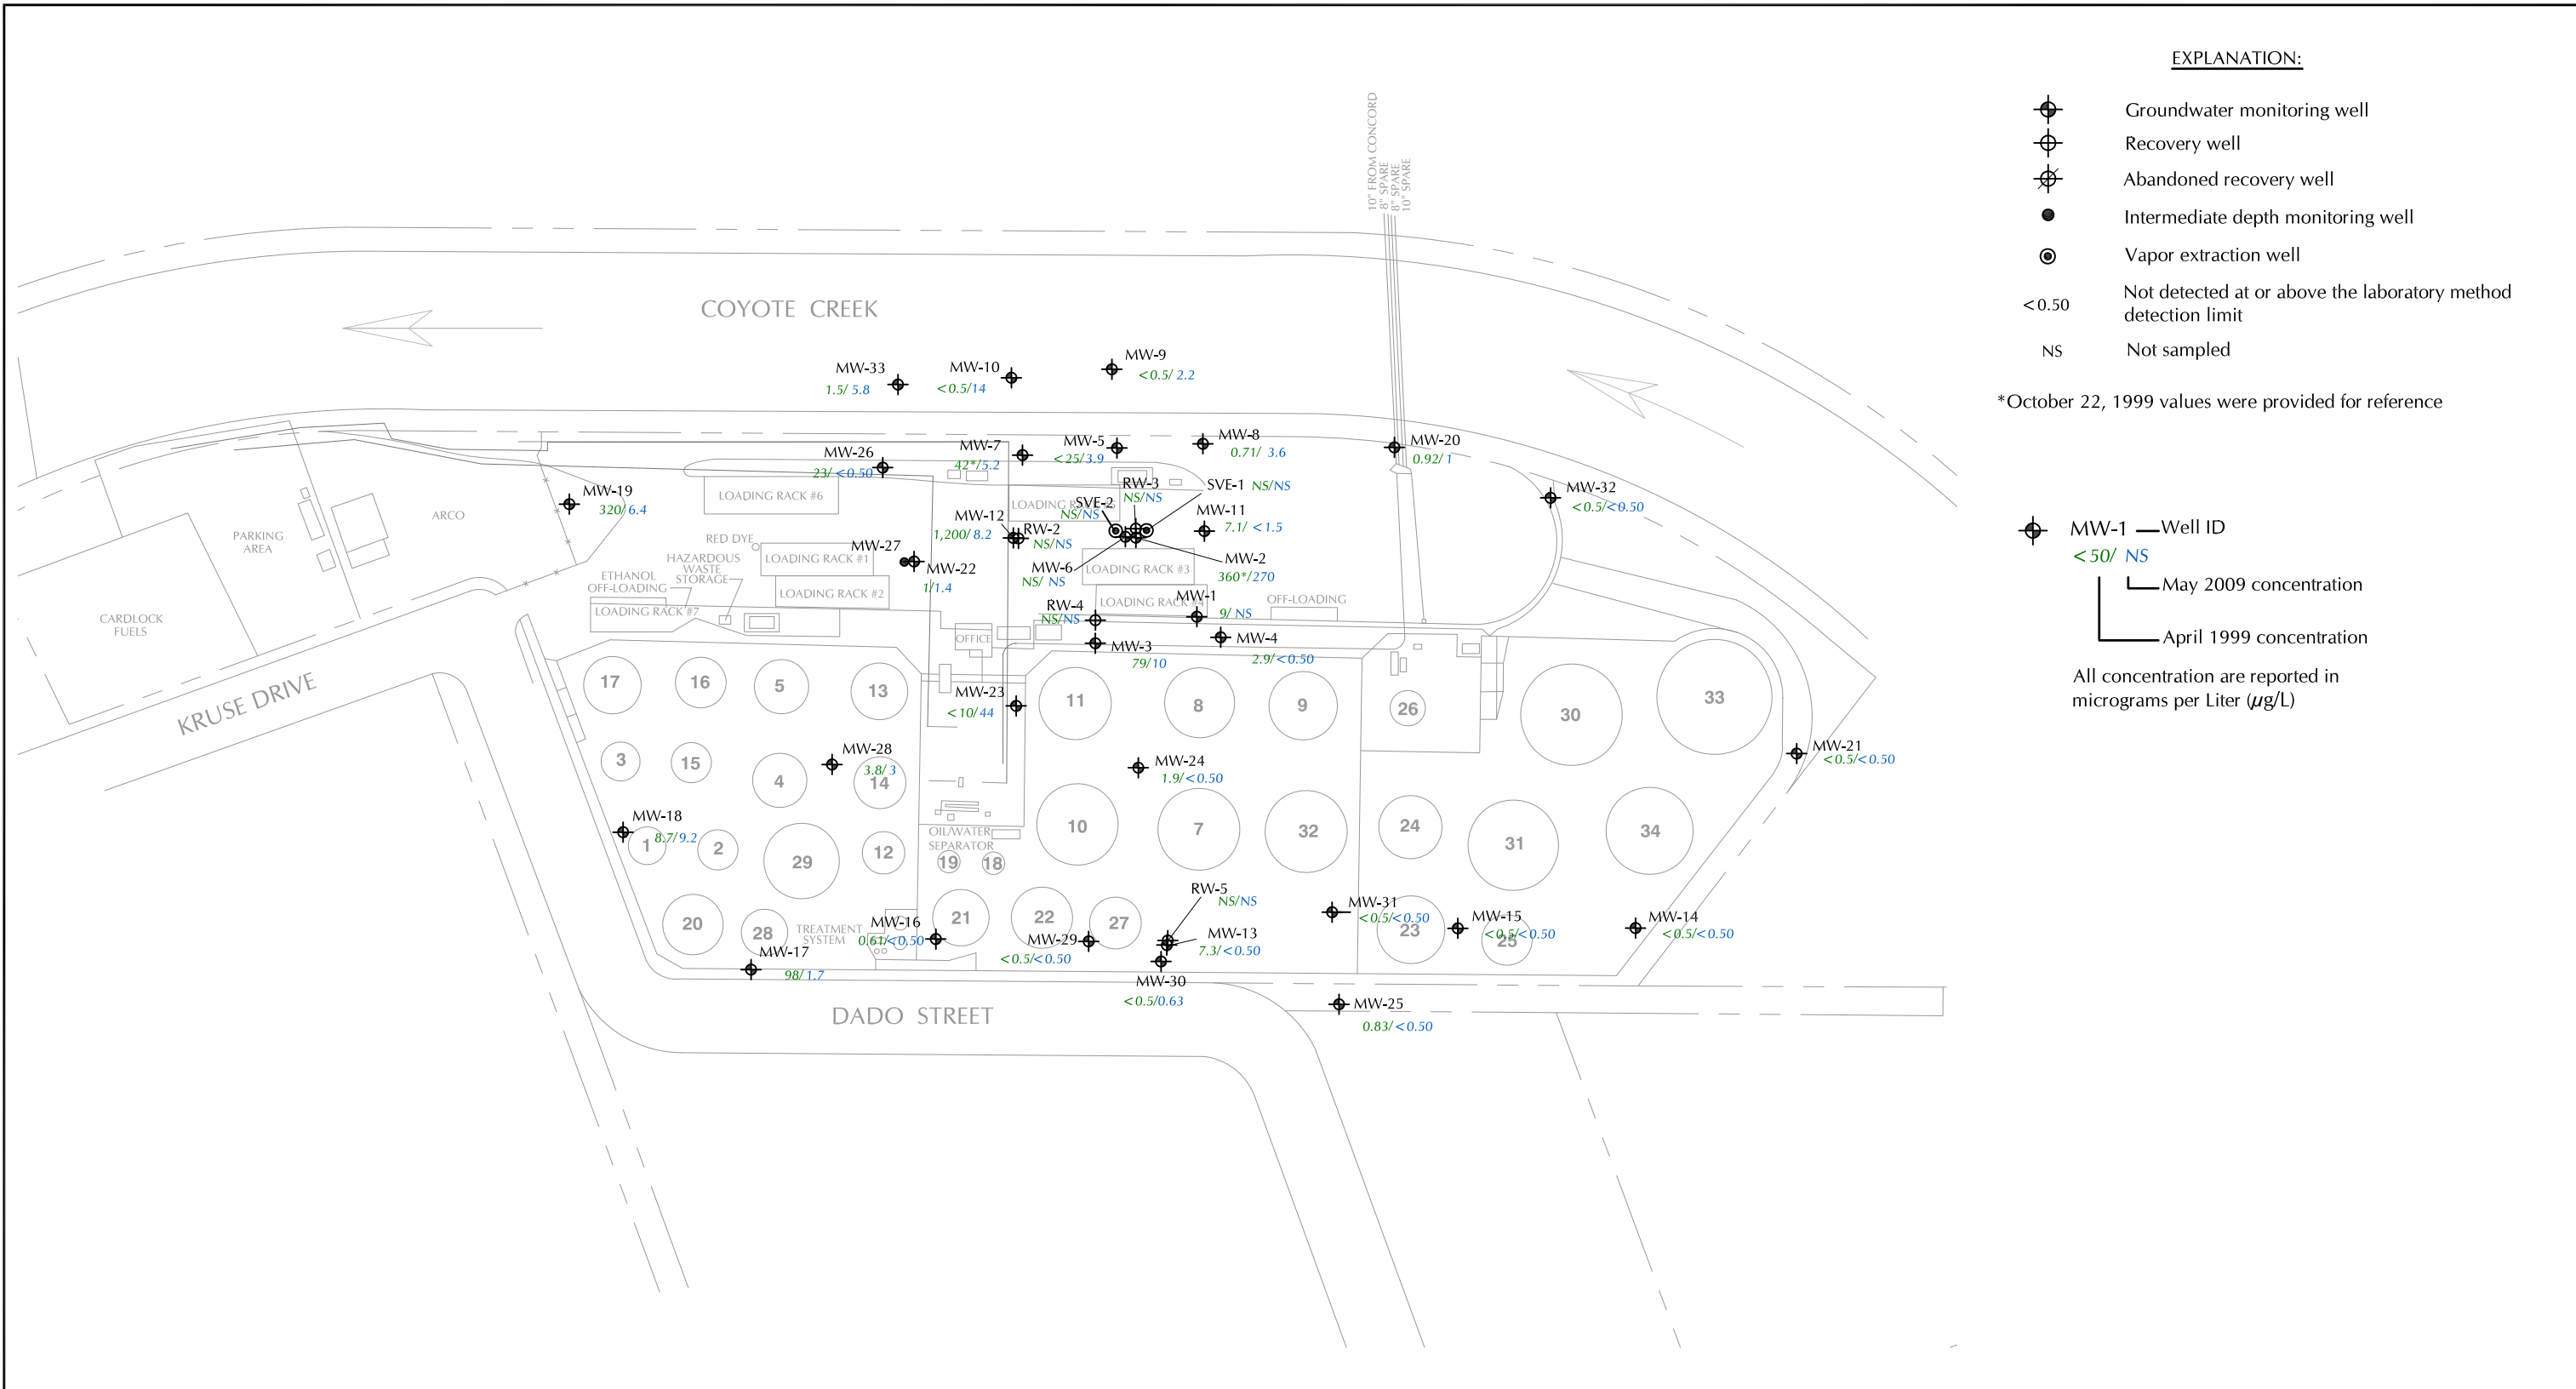 EXPLANATION:
Groundwater monitoring well
Recovery well
Abandoned recovery well
Intermediate depth monitoring well
Vapor extraction well
<0.50
Not detected at or above the laboratory method
detection limit
NS
Not sampled
*October 22, 1999 values were provided for reference
MW-1
Well ID
<50/ NS
May 2009 concentration
April 1999 concentration
All concentration are reported in
micrograms per Liter (µg/L)
10" FROM CONCORD
8" SPARE
8" SPARE
10" SPARE
COYOTE CREEK
MW-33
1.5/ 5.8
MW-10
<0.5/14
MW-9
<0.5/ 2.2
MW-26
23/ <0.50
MW-7
42*/5.2
MW-5
<25/3.9
MW-8
0.71/ 3.6
MW-20
0.92/ 1
MW-19
320/ 6.4
LOADING RACK #6
LOADING
RW-3
NS/NS
SVE-2
NS/NS
SVE-1 NS/NS
MW-32
<0.5/<0.50
MW-12
1,200/ 8.2
RW-2
NS/NS
MW-11
7.1/ <1.5
PARKING
AREA
ARCO
RED DYE
HAZARDOUS
WASTE
STORAGE
LOADING RACK #1
MW-27
MW-22
1/1.4
MW-6
NS/ NS
LOADING RACK #3
MW-2
360*/270
ETHANOL
OFF-LOADING
LOADING RACK #2
LOADING RACK #7
RW-4
NS/NS
LOADING RACK
MW-1
9/ NS
OFF-LOADING
CARDLOCK
FUELS
OFFICE
MW-3
79/10
MW-4
2.9/<0.50
KRUSE DRIVE
17
16
5
13
MW-23
<10/44
11
8
9
26
30
33
3
15
4
MW-28
3.8/ 3
14
MW-24
1.9/<0.50
MW-21
<0.5/<0.50
MW-18
8.7/9.2
1
2
29
12
OIL/WATER
SEPARATOR
19
18
10
7
32
24
31
34
20
28
TREATMENT
SYSTEM
MW-16
0.61/<0.50
21
22
27
MW-29
<0.5/<0.50
RW-5
NS/NS
MW-13
7.3/<0.50
MW-31
<0.5/<0.50
23
MW-15
<0.5/<0.50
25
MW-14
<0.5/<0.50
MW-17
98/ 1.7
MW-30
<0.5/0.63
MW-25
0.83/<0.50
DADO STREET